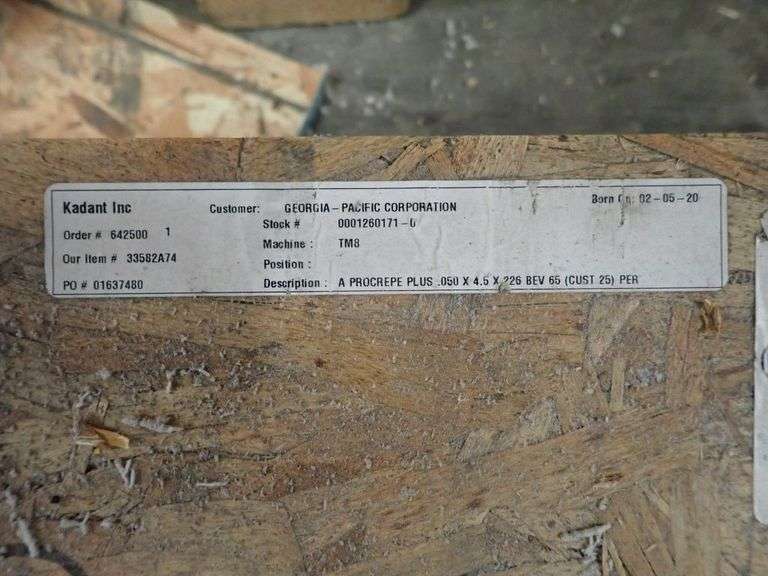 Kadant Inc Customer: GEORGIA-PACIFIC CORPORATION Born On: 02-05-20
Order # 642500 1 Stock # 0001260171-0
Machine : TM8
Our Item # 33582A74 Position :
PO # 01637480 Description : A PROCREPE PLUS .050 X 4.5 X 226 BEV 65 (CUST 25) PER